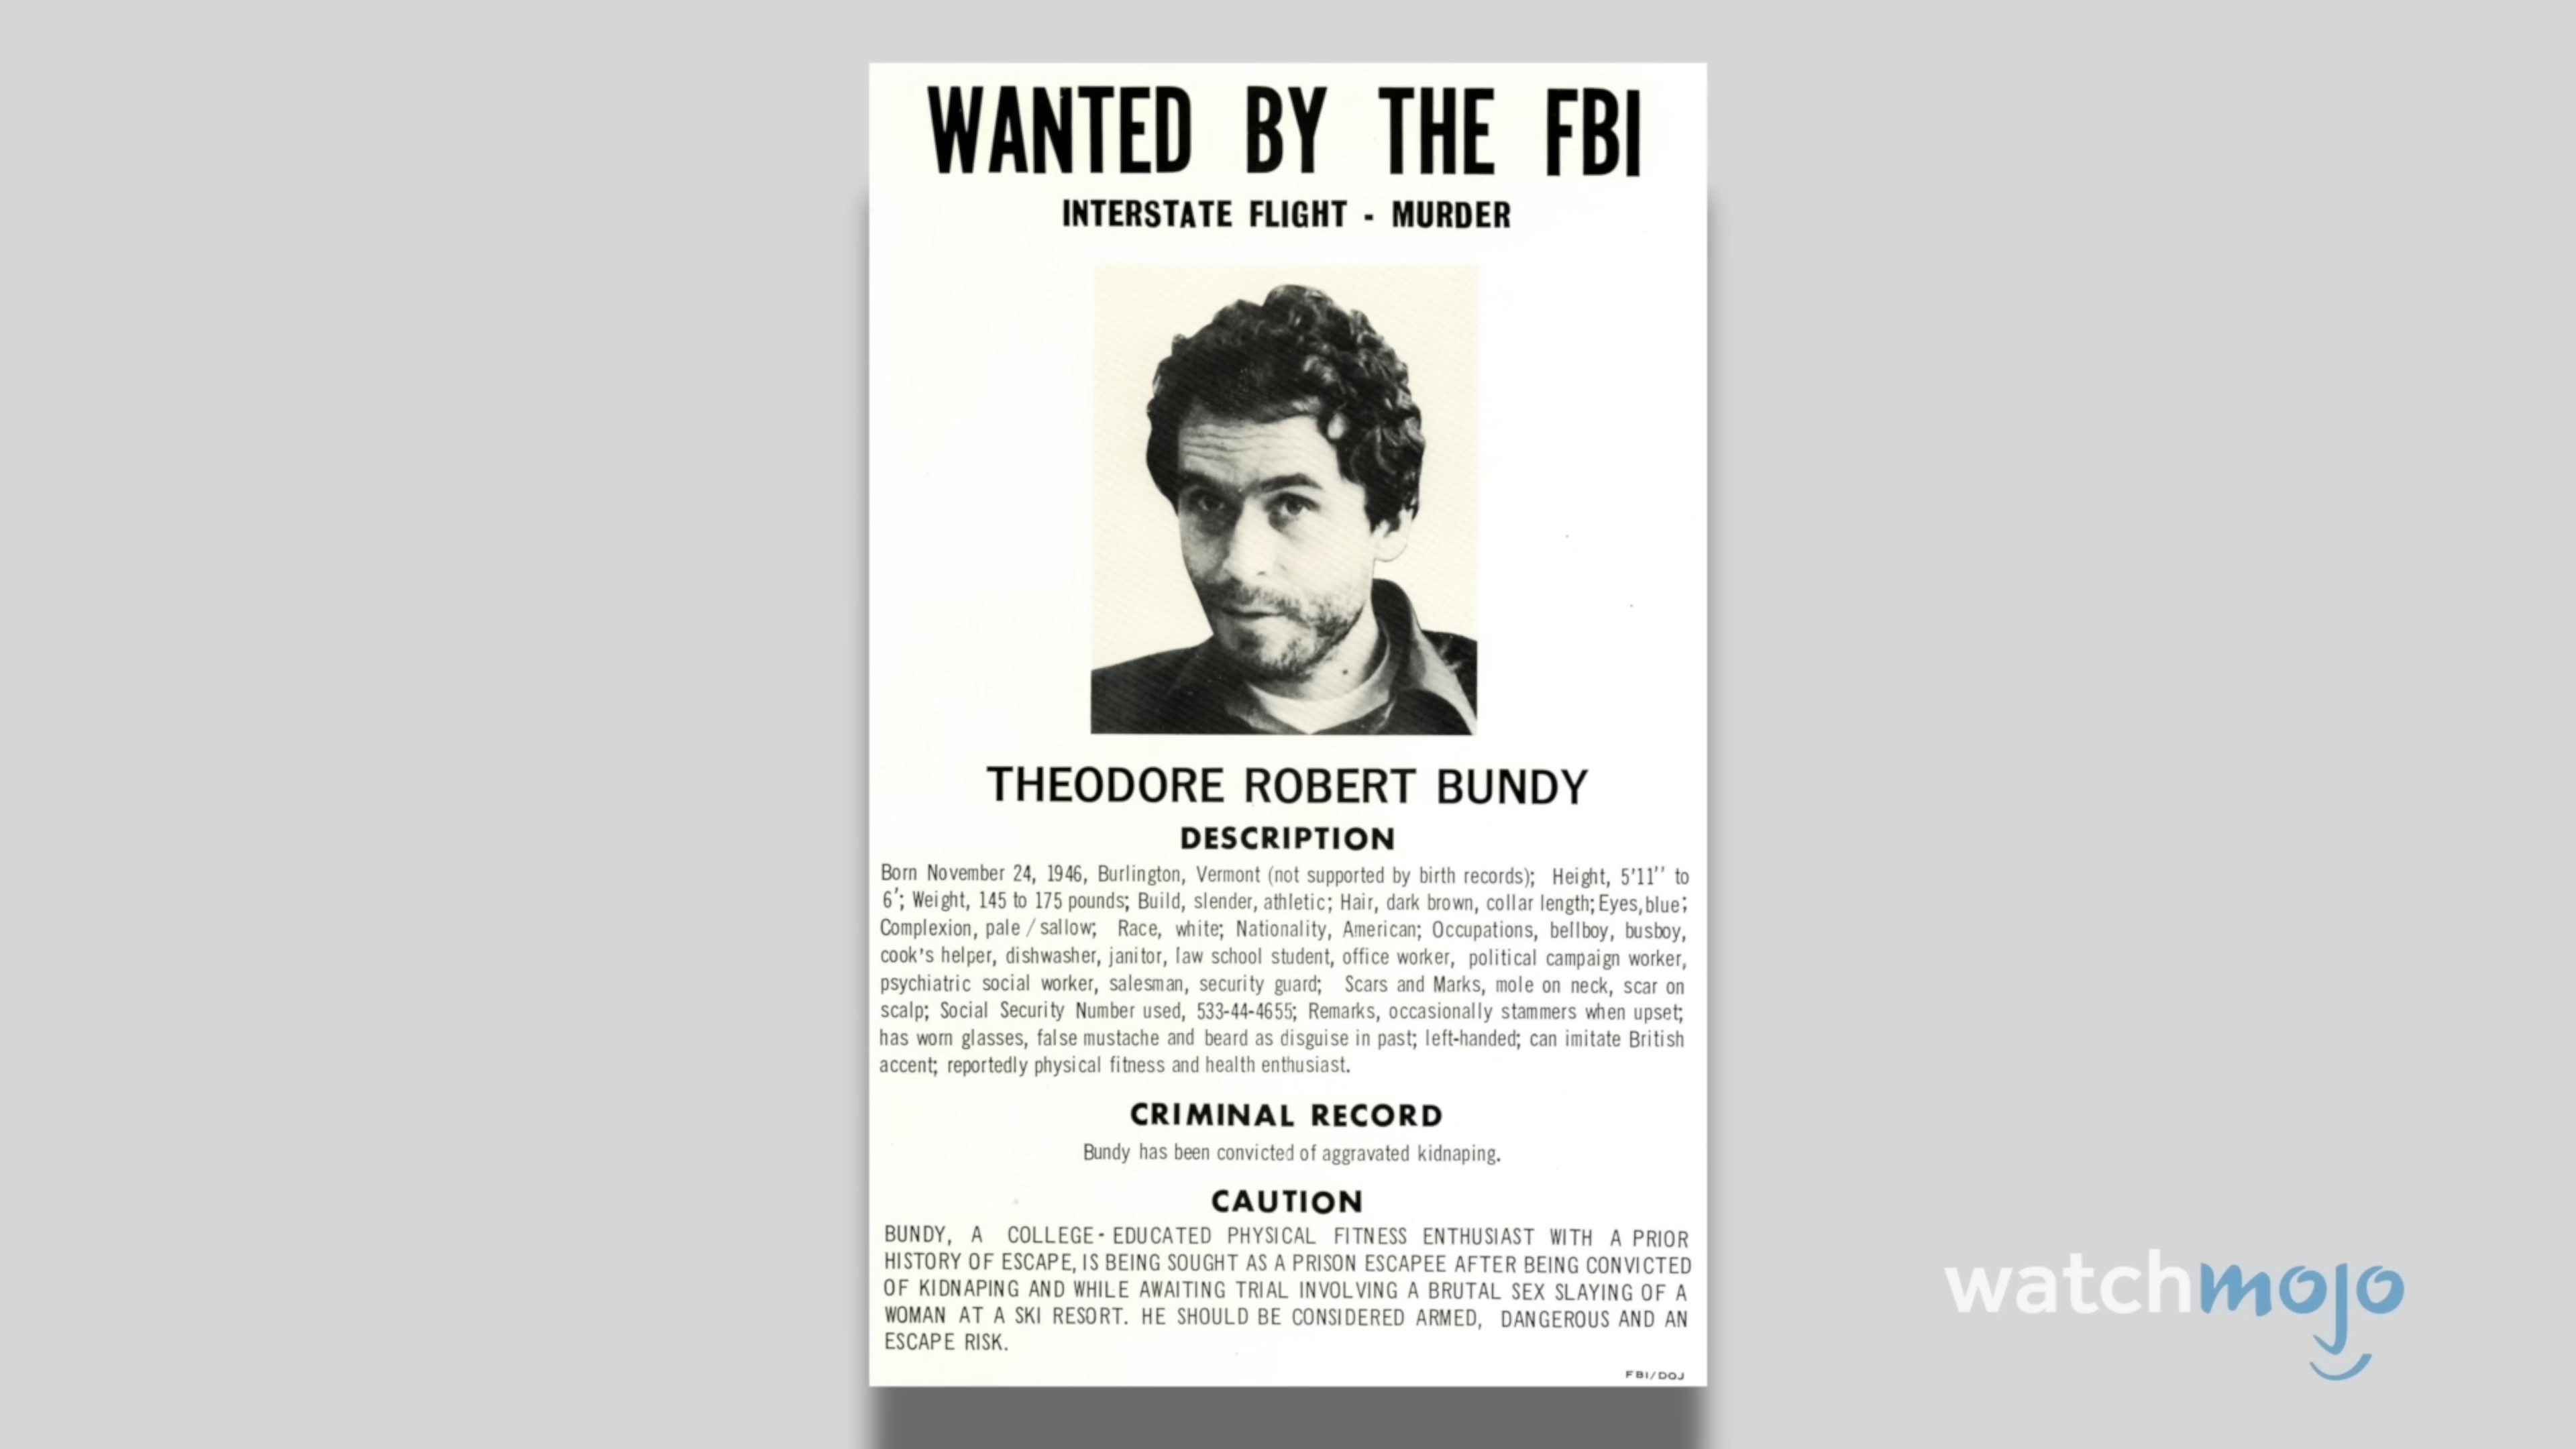 WANTED BY THE FBI
INTERSTATE FLIGHT - MURDER
THEODORE ROBERT BUNDY
DESCRIPTION
Born November 24, 1946, Burlington, Vermont (not supported by birth records); Height, 5'11'' to
6'; Weight, 145 to 175 pounds; Build, slender, athletic; Hair, dark brown, collar length; Eyes, blue;
Complexion, pale / sallow; Race, white; Nationality, American; Occupations, bellboy, busboy,
cook's helper, dishwasher, janitor, law school student, office worker, political campaign worker,
psychiatric social worker, salesman, security guard; Scars and Marks, mole on neck, scar on
scalp; Social Security Number used, 533-44-4655; Remarks, occasionally stammers when upset;
has worn glasses, false mustache and beard as disguise in past; left-handed; can imitate British
accent; reportedly physical fitness and health enthusiast.
CRIMINAL RECORD
Bundy has been convicted of aggravated kidnaping.
CAUTION
BUNDY, A COLLEGE-EDUCATED PHYSICAL FITNESS ENTHUSIAST WITH A PRIOR
HISTORY OF ESCAPE, IS BEING SOUGHT AS A PRISON ESCAPEE AFTER BEING CONVICTED
OF KIDNAPING AND WHILE AWAITING TRIAL INVOLVING A BRUTAL SEX SLAYING OF A
WOMAN AT A SKI RESORT. HE SHOULD BE CONSIDERED ARMED, DANGEROUS AND AN
ESCAPE RISK.
FBI/DOJ
watchmojo